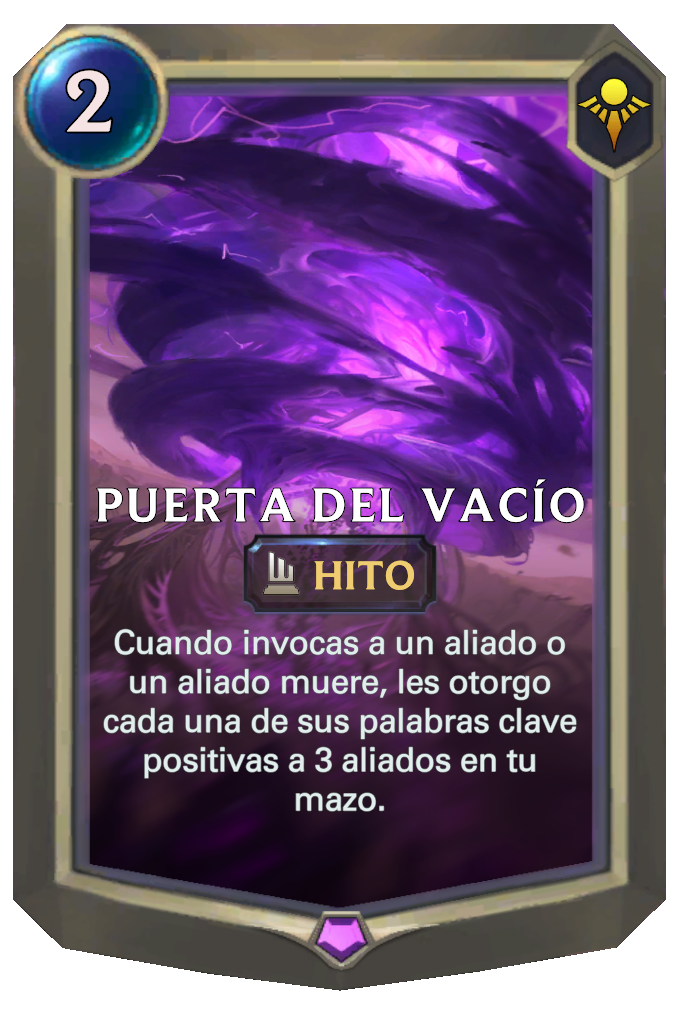 2
PUERTA DEL VACÍO
HITO
Cuando invocas a un aliado o
un aliado muere, les otorgo
cada una de sus palabras clave
positivas a 3 aliados en tu
mazo.